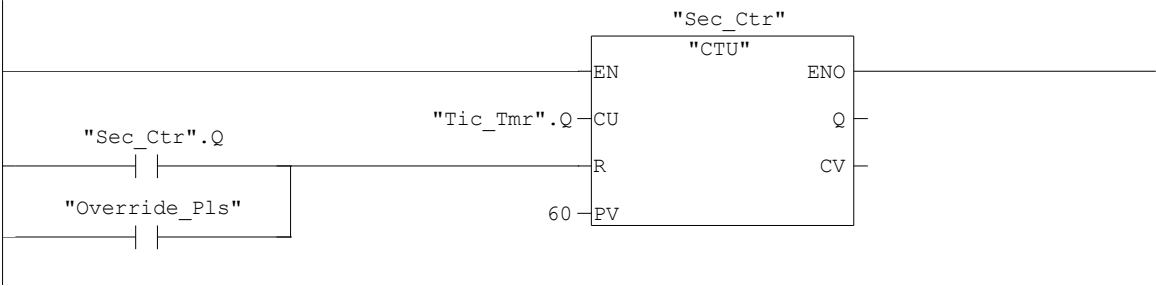 "Sec_Ctr"
"CTU"
EN ENO
"Tic_Tmr".Q CU Q
"Sec_Ctr".Q
R CV
"Override_Pls"
60 PV